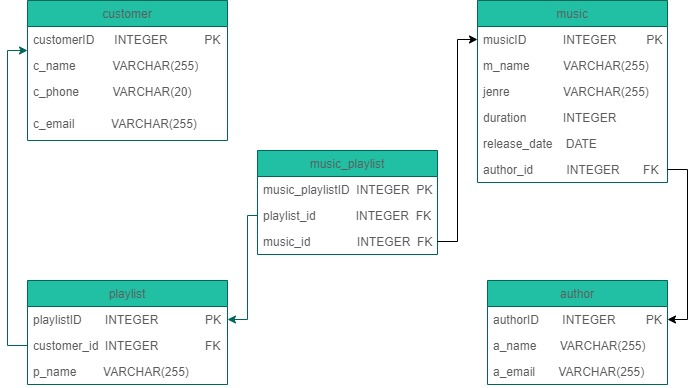 customer
customerID INTEGER PK
c_name VARCHAR(255)
c_phone VARCHAR(20)
c_email VARCHAR(255)
music
musicID INTEGER PK
m_name VARCHAR(255)
jenre VARCHAR(255)
duration INTEGER
release_date DATE
author_id INTEGER FK
music_playlist
music_playlistID INTEGER PK
playlist_id INTEGER FK
music_id INTEGER FK
playlist
playlistID INTEGER PK
customer_id INTEGER FK
p_name VARCHAR(255)
author
authorID INTEGER PK
a_name VARCHAR(255)
a_email VARCHAR(255)